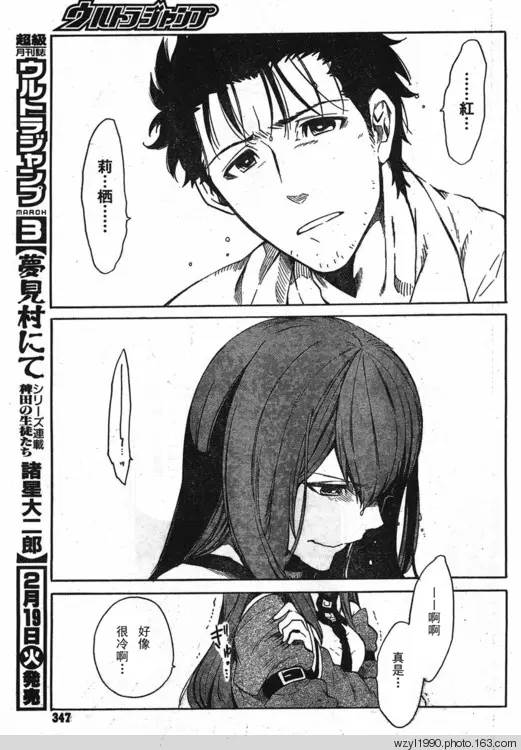 ウルトラジャンプ
超級
月刊誌
ウルトラジャンプ
MARCH
3
【夢見村にて
シリーズ連載
稗田の生徒たち
諸星大二郎】
2月19日(火)発売
——紅…
莉…
栖……
——……
——啊啊
真是…
好像
很冷啊…
347
wzyl1990.photo.163.com